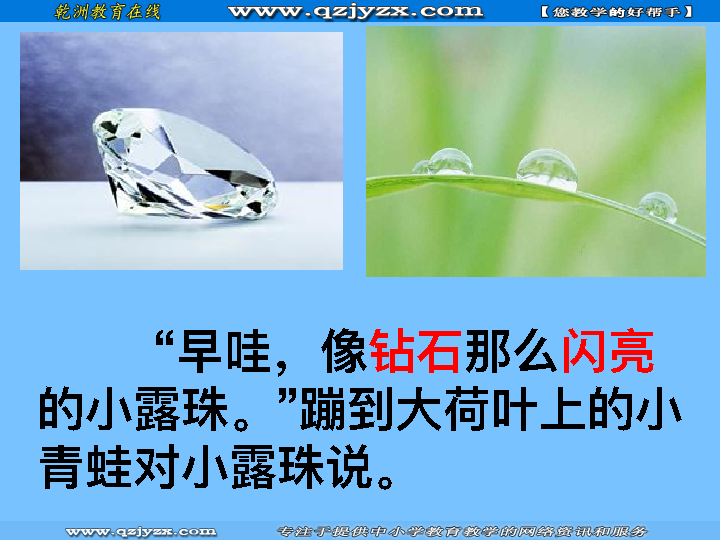 乾洲教育在线 www.qzjyzx.com 【您教学的好帮手】
“早哇，像钻石那么闪亮
的小露珠。”蹦到大荷叶上的小
青蛙对小露珠说。
www.qzjyzx.com 专注于提供中小学教育教学的网络资讯和服务